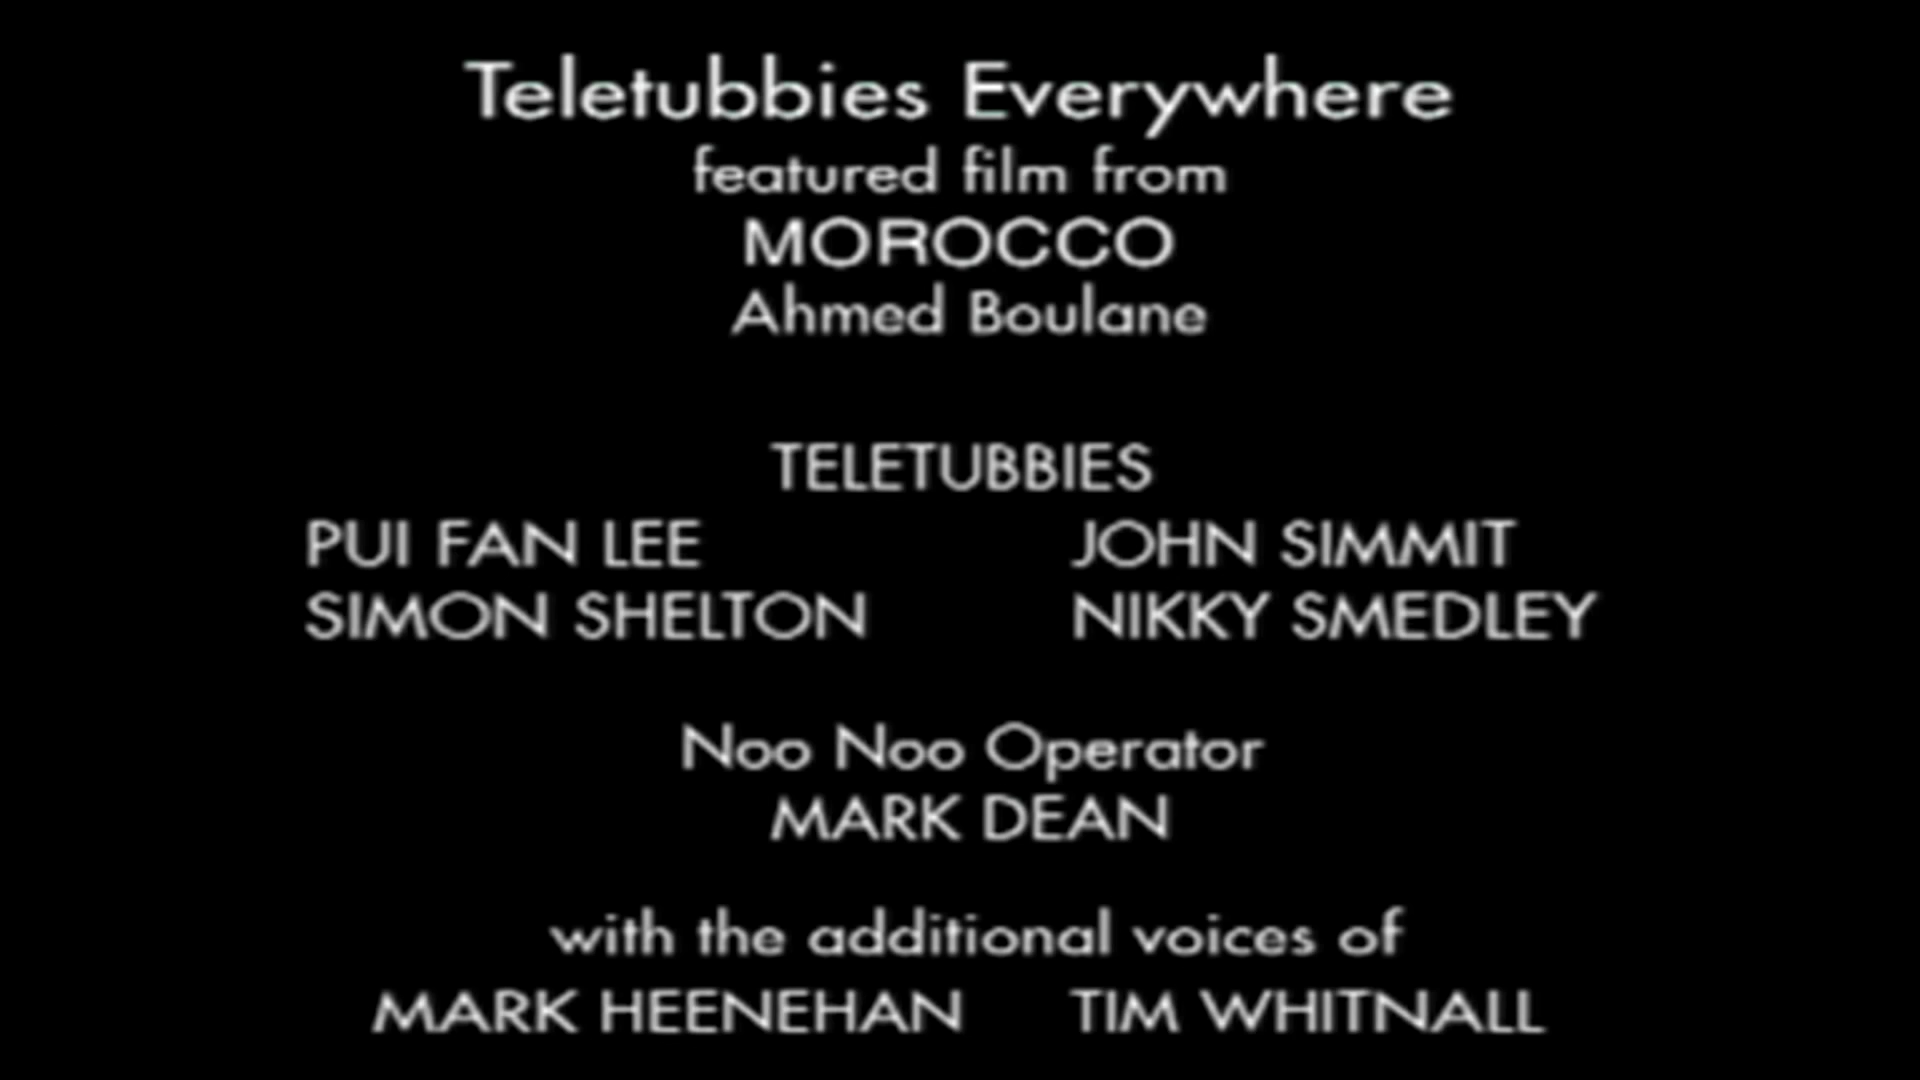 Teletubbies Everywhere
featured film from
MOROCCO
Ahmed Boulane
TELETUBBIES
PUI FAN LEE JOHN SIMMIT
SIMON SHELTON NIKKY SMEDLEY
Noo Noo Operator
MARK DEAN
with the additional voices of
MARK HEENEHAN TIM WHITNALL